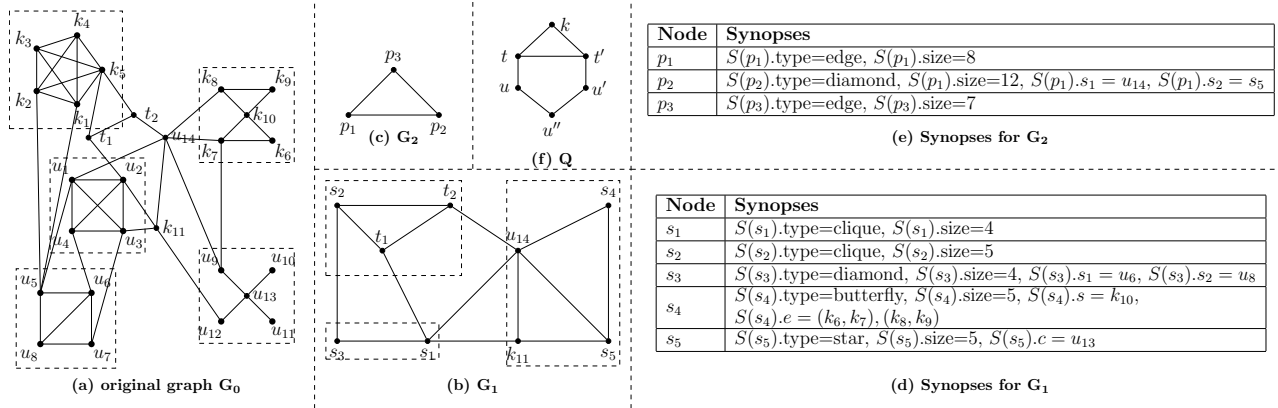 k₄
k₃
k₅
k₂
k₁
t₂
t₁
u₁₄
k₈
k₉
k₁₀
k₇
k₆
u₁
u₂
u₄
u₃
k₁₁
u₅
u₆
u₈
u₇
u₉
u₁₀
u₁₃
u₁₂
u₁₁
(a) original graph G₀
p₃
p₁
p₂
(c) G₂
k
t
t′
u
u′
u″
(f) Q
s₂
t₂
s₄
t₁
u₁₄
s₃
s₁
k₁₁
s₅
(b) G₁
Node Synopses
p₁ S(p₁).type=edge, S(p₁).size=8
p₂ S(p₂).type=diamond, S(p₁).size=12, S(p₁).s₁ = u₁₄, S(p₁).s₂ = s₅
p₃ S(p₃).type=edge, S(p₃).size=7
(e) Synopses for G₂
Node Synopses
s₁ S(s₁).type=clique, S(s₁).size=4
s₂ S(s₂).type=clique, S(s₂).size=5
s₃ S(s₃).type=diamond, S(s₃).size=4, S(s₃).s₁ = u₆, S(s₃).s₂ = u₈
s₄ S(s₄).type=butterfly, S(s₄).size=5, S(s₄).s = k₁₀,
S(s₄).e = (k₆, k₇), (k₈, k₉)
s₅ S(s₅).type=star, S(s₅).size=5, S(s₅).c = u₁₃
(d) Synopses for G₁